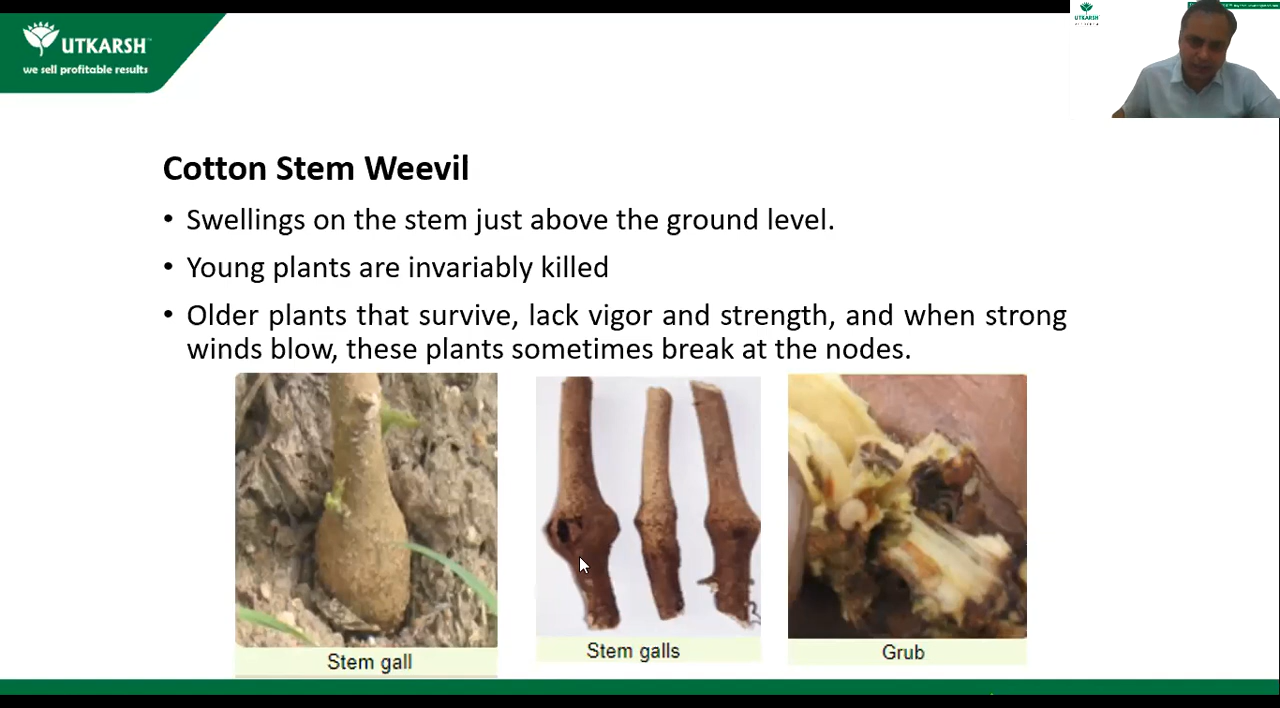 UTKARSH
we sell profitable results
UTKARSH
Cotton Stem Weevil
• Swellings on the stem just above the ground level.
• Young plants are invariably killed
• Older plants that survive, lack vigor and strength, and when strong
winds blow, these plants sometimes break at the nodes.
Stem gall
Stem galls
Grub